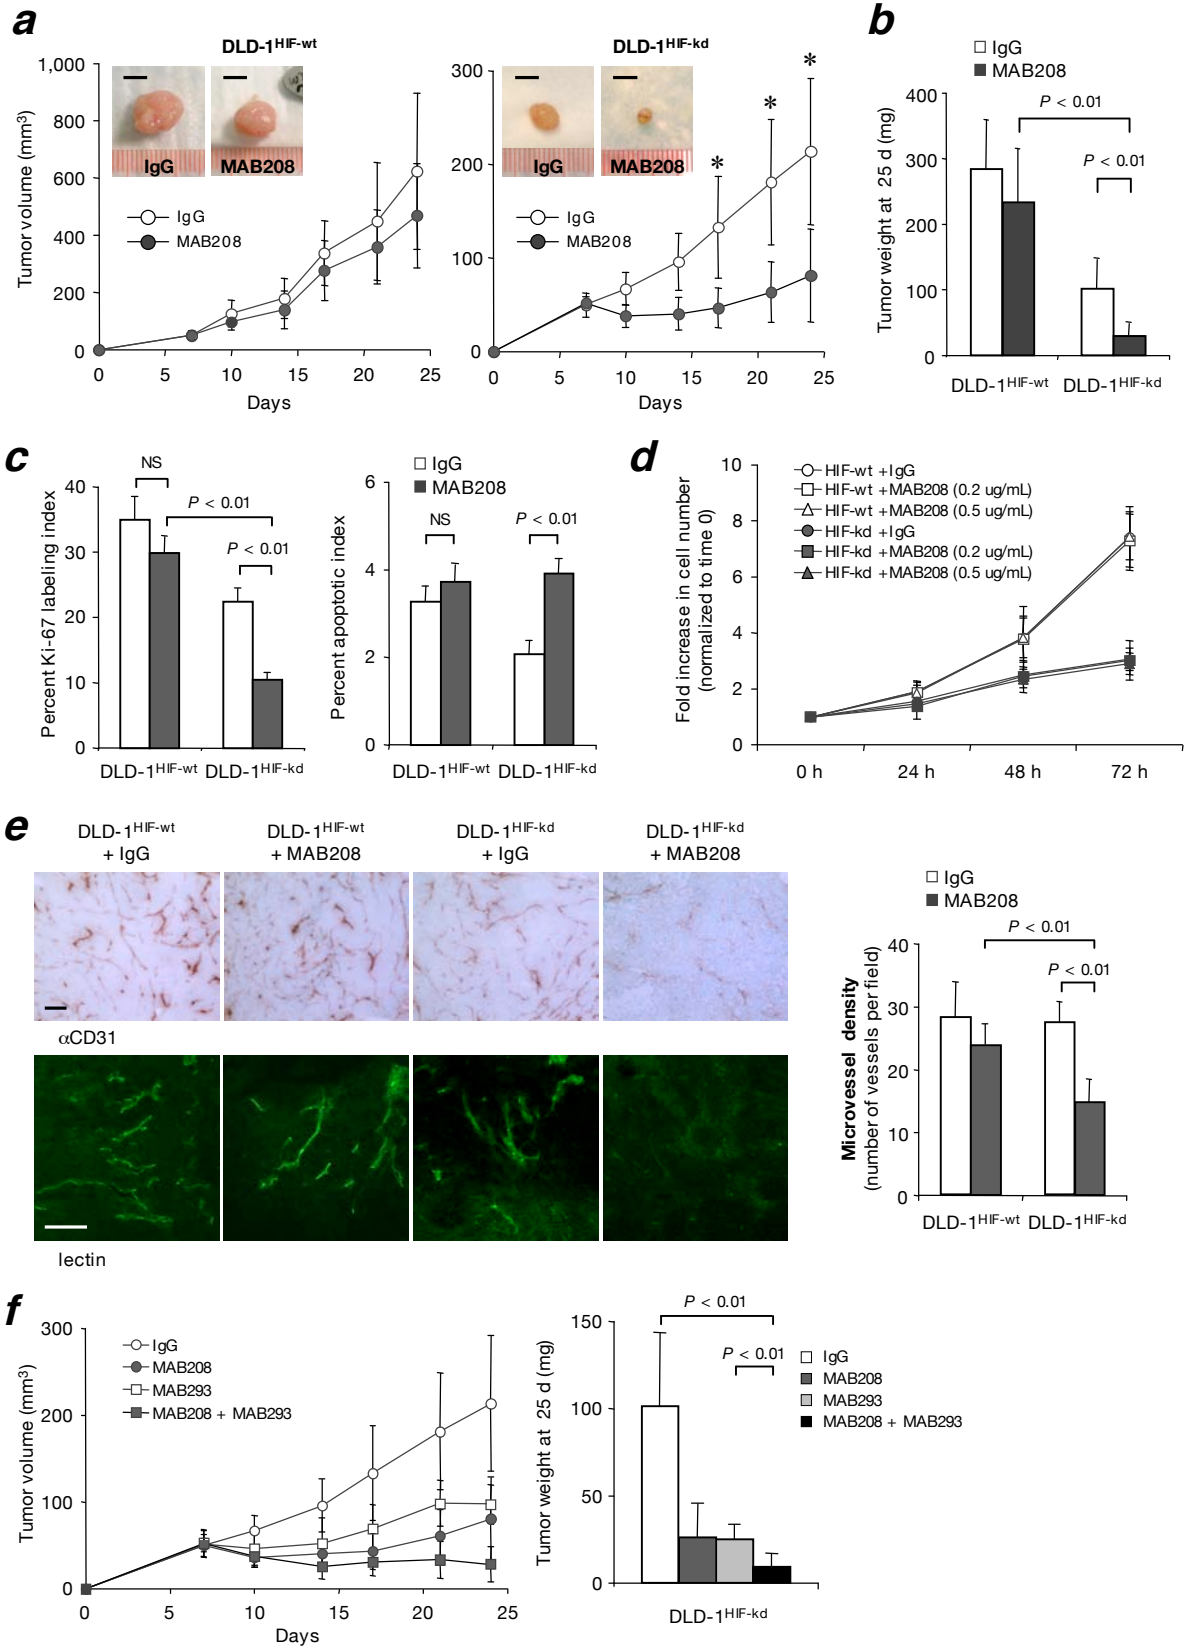 a
DLD-1HIF-wt
1,000
800
600
400
200
0
Tumor volume (mm3)
IgG
MAB208
IgG
MAB208
0 5 10 15 20 25
Days
DLD-1HIF-kd
300
200
100
0
IgG
MAB208
IgG
MAB208
* * *
0 5 10 15 20 25
Days
b
IgG
MAB208
P < 0.01
P < 0.01
400
300
200
100
0
Tumor weight at 25 d (mg)
DLD-1HIF-wt DLD-1HIF-kd
c
NS
P < 0.01
P < 0.01
40
30
20
10
0
Percent Ki-67 labeling index
DLD-1HIF-wt DLD-1HIF-kd
IgG
MAB208
NS
P < 0.01
6
4
2
0
Percent apoptotic index
DLD-1HIF-wt DLD-1HIF-kd
d
10
8
6
4
2
0
Fold increase in cell number
(normalized to time 0)
HIF-wt +IgG
HIF-wt +MAB208 (0.2 ug/mL)
HIF-wt +MAB208 (0.5 ug/mL)
HIF-kd +IgG
HIF-kd +MAB208 (0.2 ug/mL)
HIF-kd +MAB208 (0.5 ug/mL)
0 h 24 h 48 h 72 h
e
DLD-1HIF-wt
+ IgG
DLD-1HIF-wt
+ MAB208
DLD-1HIF-kd
+ IgG
DLD-1HIF-kd
+ MAB208
αCD31
lectin
IgG
MAB208
P < 0.01
P < 0.01
40
30
20
10
0
Microvessel density
(number of vessels per field)
DLD-1HIF-wt DLD-1HIF-kd
f
300
200
100
0
Tumor volume (mm3)
IgG
MAB208
MAB293
MAB208 + MAB293
0 5 10 15 20 25
Days
P < 0.01
P < 0.01
150
100
50
0
Tumor weight at 25 d (mg)
IgG
MAB208
MAB293
MAB208 + MAB293
DLD-1HIF-kd